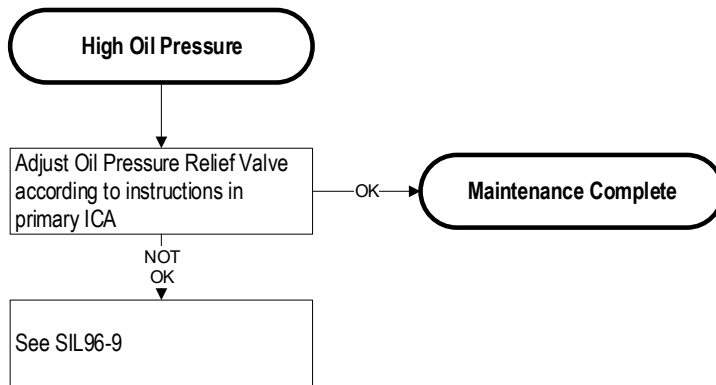 High Oil Pressure
Adjust Oil Pressure Relief Valve
according to instructions in
primary ICA
OK
Maintenance Complete
NOT
OK
See SIL96-9